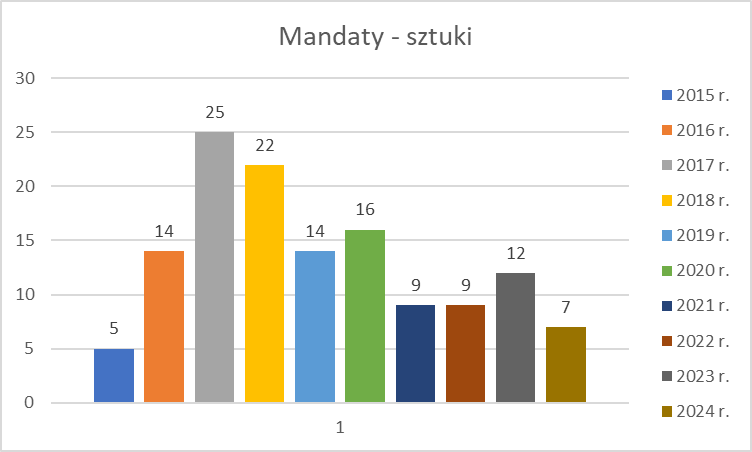 Mandaty - sztuki
30
25
20
15
10
5
0
5
14
25
22
14
16
9
9
12
7
1
2015 r.
2016 r.
2017 r.
2018 r.
2019 r.
2020 r.
2021 r.
2022 r.
2023 r.
2024 r.